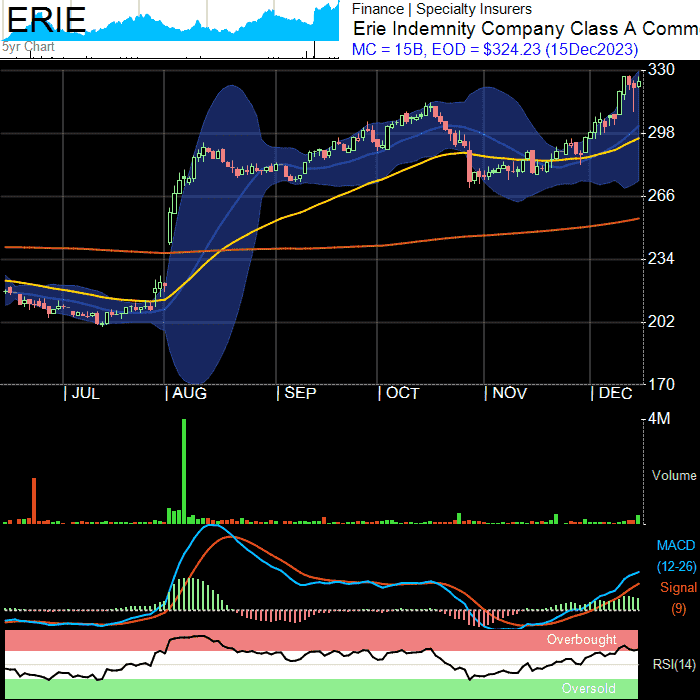 ERIE
5yr Chart
Finance | Specialty Insurers
Erie Indemnity Company Class A Comm
MC = 15B, EOD = $324.23 (15Dec2023)
330
298
266
234
202
170
| JUL | AUG | SEP | OCT | NOV | DEC
4M
Volume
MACD
(12-26)
Signal
(9)
Overbought
RSI(14)
Oversold